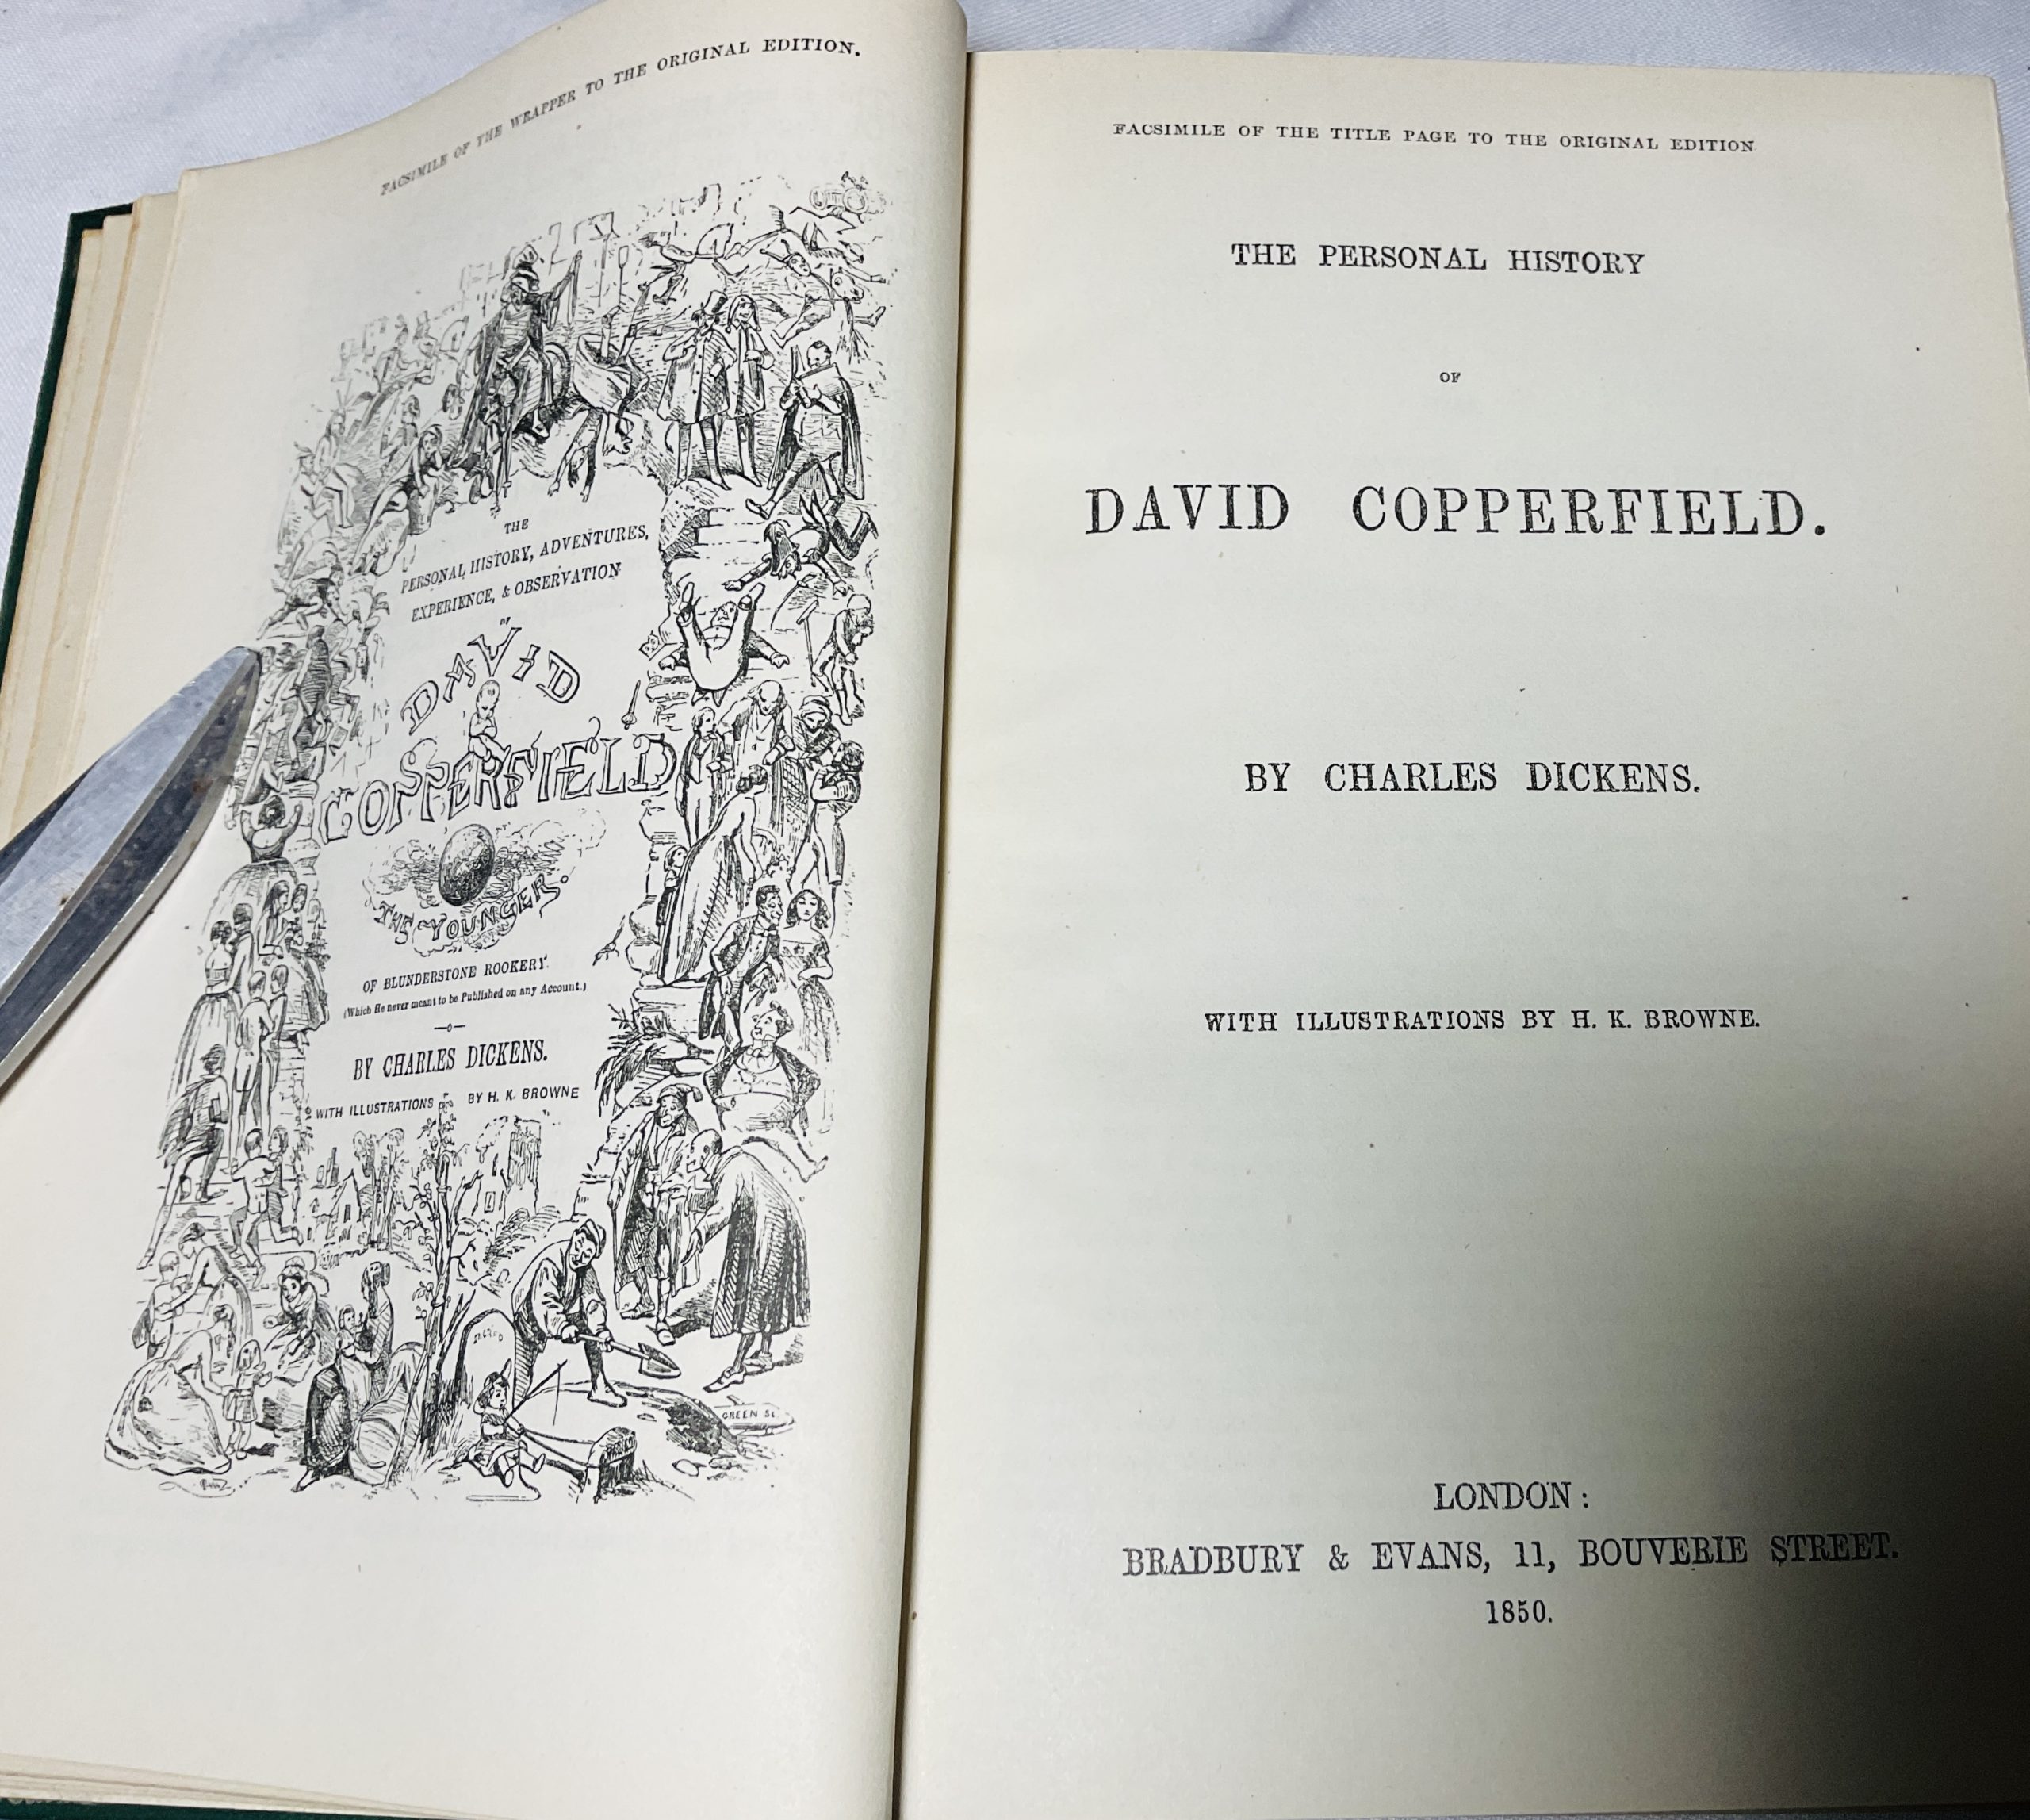 FACSIMILE OF THE WRAPPER TO THE ORIGINAL EDITION.
THE
PERSONAL HISTORY, ADVENTURES,
EXPERIENCE, & OBSERVATION
OF
DAVID
COPPERFIELD
THE YOUNGER.
OF BLUNDERSTONE ROOKERY.
(Which He never meant to be Published on any Account.)
BY CHARLES DICKENS.
WITH ILLUSTRATIONS BY H. K. BROWNE
GREEN Sc
FACSIMILE OF THE TITLE PAGE TO THE ORIGINAL EDITION
THE PERSONAL HISTORY
OF
DAVID COPPERFIELD.
BY CHARLES DICKENS.
WITH ILLUSTRATIONS BY H. K. BROWNE.
LONDON:
BRADBURY & EVANS, 11, BOUVERIE STREET.
1850.